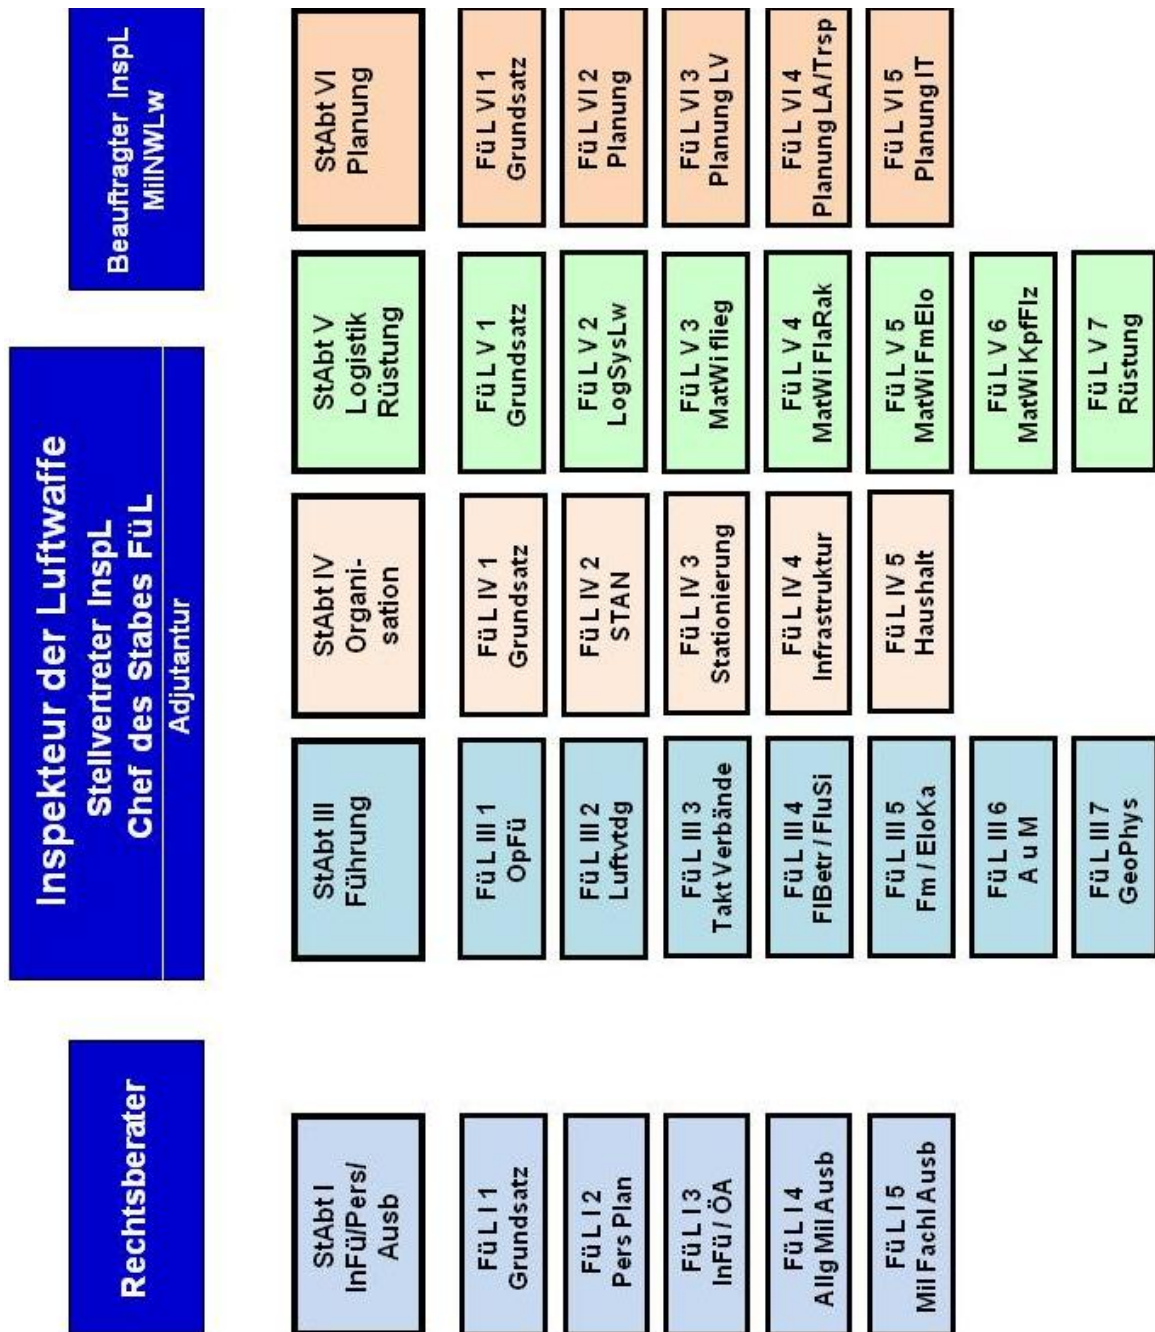 Rechtsberater
Inspekteur der Luftwaffe
Stellvertreter InspL
Chef des Stabes Fü L
Adjutantur
Beauftragter InspL
MilNWLw
StAbt I
InFü/Pers/
Ausb
Fü L I 1
Grundsatz
Fü L I 2
Pers Plan
Fü L I 3
InFü / ÖA
Fü L I 4
Allg Mil Ausb
Fü L I 5
Mil Fachl Ausb
StAbt III
Führung
Fü L III 1
OpFü
Fü L III 2
Luftvtdg
Fü L III 3
Takt Verbände
Fü L III 4
FlBetr / FluSi
Fü L III 5
Fm / EloKa
Fü L III 6
A u M
Fü L III 7
GeoPhys
StAbt IV
Organi-
sation
Fü L IV 1
Grundsatz
Fü L IV 2
STAN
Fü L IV 3
Stationierung
Fü L IV 4
Infrastruktur
Fü L IV 5
Haushalt
StAbt V
Logistik
Rüstung
Fü L V 1
Grundsatz
Fü L V 2
LogSysLw
Fü L V 3
MatWi flieg
Fü L V 4
MatWi FlaRak
Fü L V 5
MatWi FmElo
Fü L V 6
MatWi KpfFlz
Fü L V 7
Rüstung
StAbt VI
Planung
Fü L VI 1
Grundsatz
Fü L VI 2
Planung
Fü L VI 3
Planung LV
Fü L VI 4
Planung LA/Trsp
Fü L VI 5
Planung IT